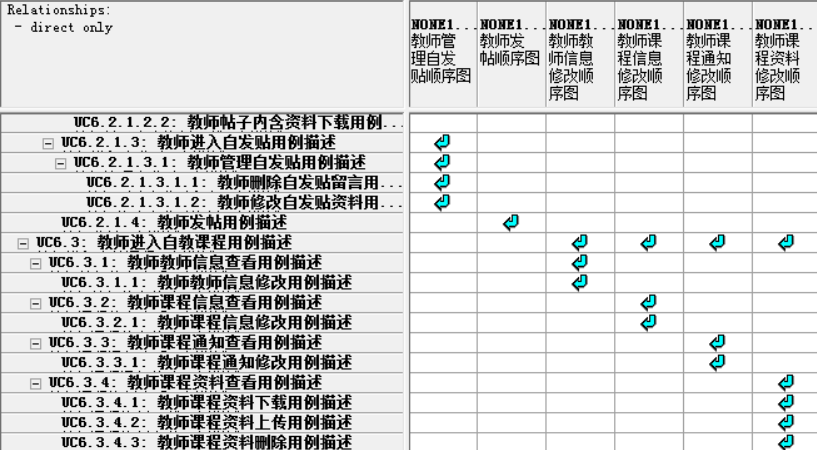 Relationships:
- direct only
NONE1...
教师管
理自发
贴顺序图
NONE1...
教师发
帖顺序图
NONE1...
教师教
师信息
修改顺
序图
NONE1...
教师课
程信息
修改顺
序图
NONE1...
教师课
程通知
修改顺
序图
NONE1...
教师课
程资料
修改顺
序图
UC6.2.1.2.2: 教师帖子内含资料下载用例...
UC6.2.1.3: 教师进入自发贴用例描述
UC6.2.1.3.1: 教师管理自发贴用例描述
UC6.2.1.3.1.1: 教师删除自发贴留言用...
UC6.2.1.3.1.2: 教师修改自发贴资料用...
UC6.2.1.4: 教师发帖用例描述
UC6.3: 教师进入自教课程用例描述
UC6.3.1: 教师教师信息查看用例描述
UC6.3.1.1: 教师教师信息修改用例描述
UC6.3.2: 教师课程信息查看用例描述
UC6.3.2.1: 教师课程信息修改用例描述
UC6.3.3: 教师课程通知查看用例描述
UC6.3.3.1: 教师课程通知修改用例描述
UC6.3.4: 教师课程资料查看用例描述
UC6.3.4.1: 教师课程资料下载用例描述
UC6.3.4.2: 教师课程资料上传用例描述
UC6.3.4.3: 教师课程资料删除用例描述